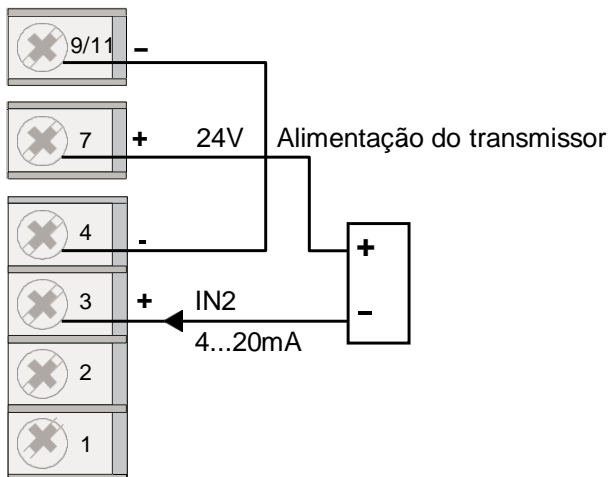 9/11 -
7 + 24V Alimentação do transmissor
4 -
+
3 + IN2 -
4...20mA
2
1